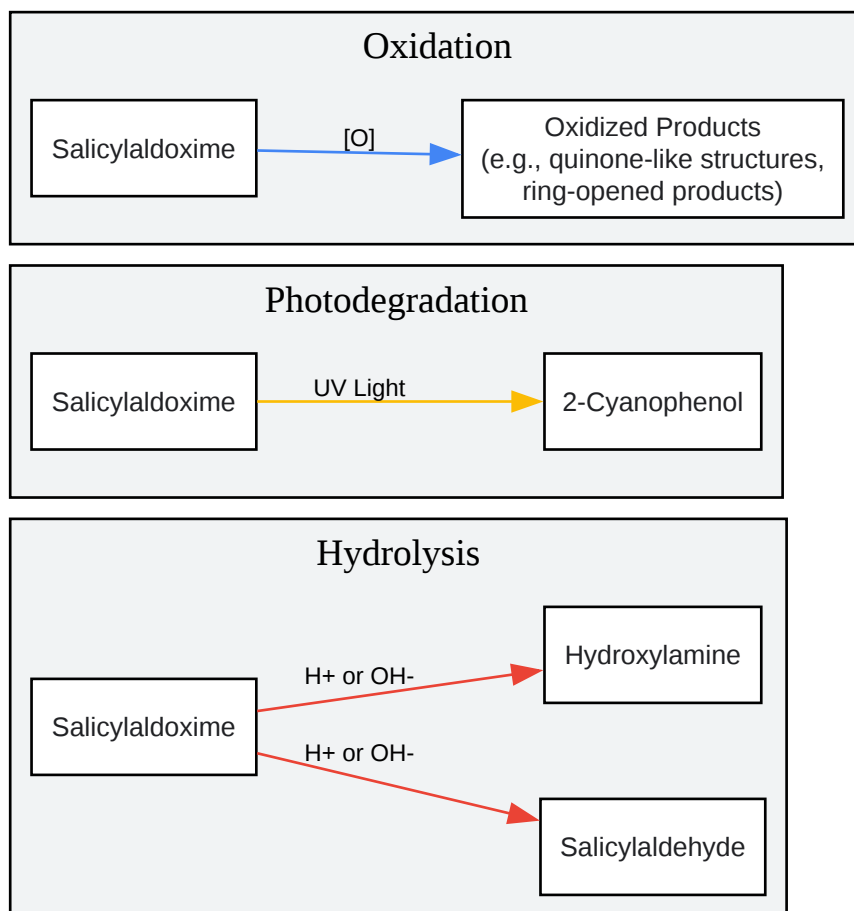 Oxidation
Salicylaldoxime
[O]
Oxidized Products
(e.g., quinone-like structures,
ring-opened products)
Photodegradation
Salicylaldoxime
UV Light
2-Cyanophenol
Hydrolysis
Salicylaldoxime
H+ or OH-
Hydroxylamine
H+ or OH-
Salicylaldehyde